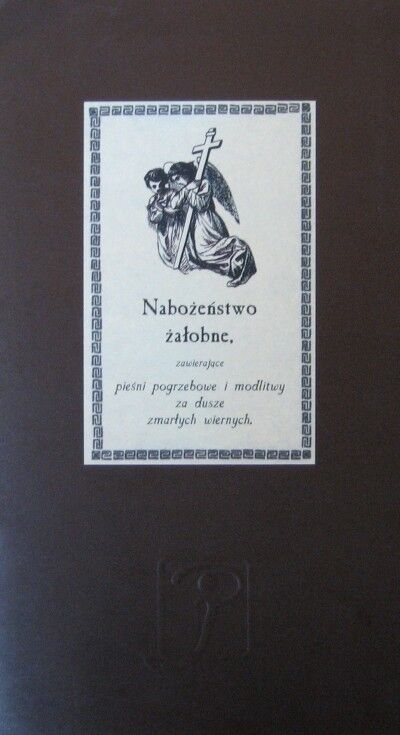 Nabożeństwo
żałobne,
zawierające
pieśni pogrzebowe i modlitwy
za dusze
zmarłych wiernych.